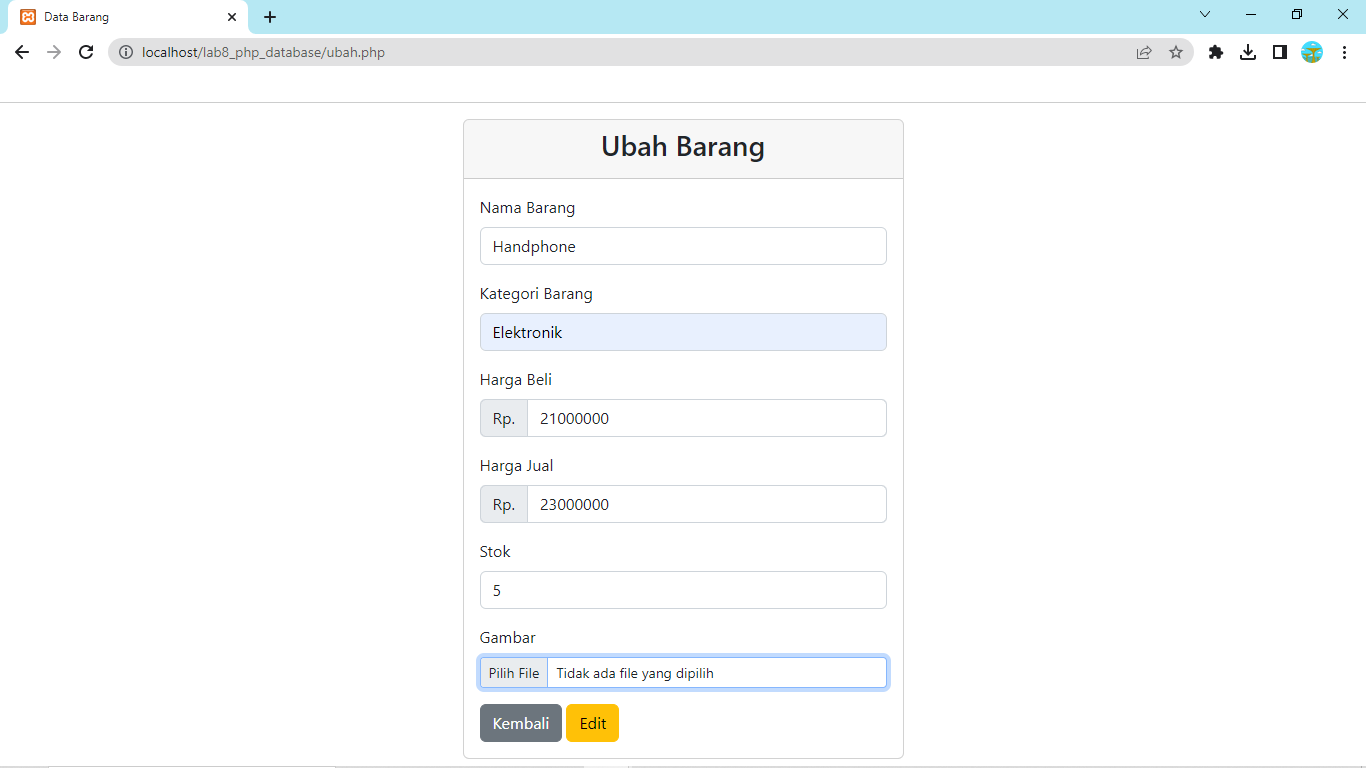 Data Barang
localhost/lab8_php_database/ubah.php
Ubah Barang
Nama Barang
Handphone
Kategori Barang
Elektronik
Harga Beli
Rp. 21000000
Harga Jual
Rp. 23000000
Stok
5
Gambar
Pilih File Tidak ada file yang dipilih
Kembali Edit